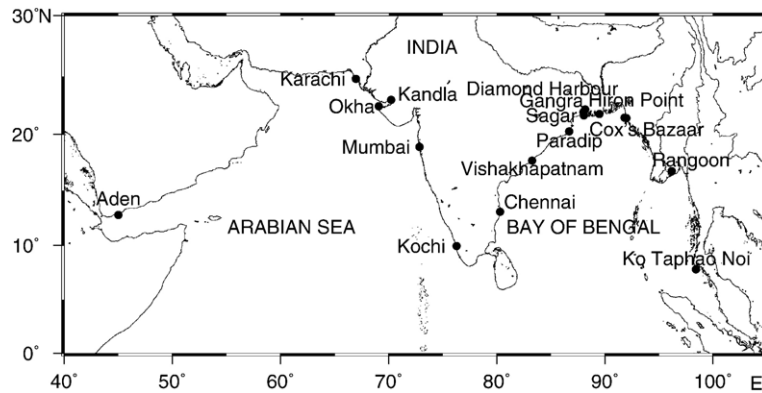 30°N
INDIA
Karachi
Kandla
Okha
Diamond Harbour
Gangra Hiron Point
Sagar
20°
Cox's Bazaar
Paradip
Mumbai
Vishakhapatnam
Rangoon
Aden
Chennai
ARABIAN SEA
BAY OF BENGAL
10°
Kochi
Ko Taphao Noi
0°
40° 50° 60° 70° 80° 90° 100° E